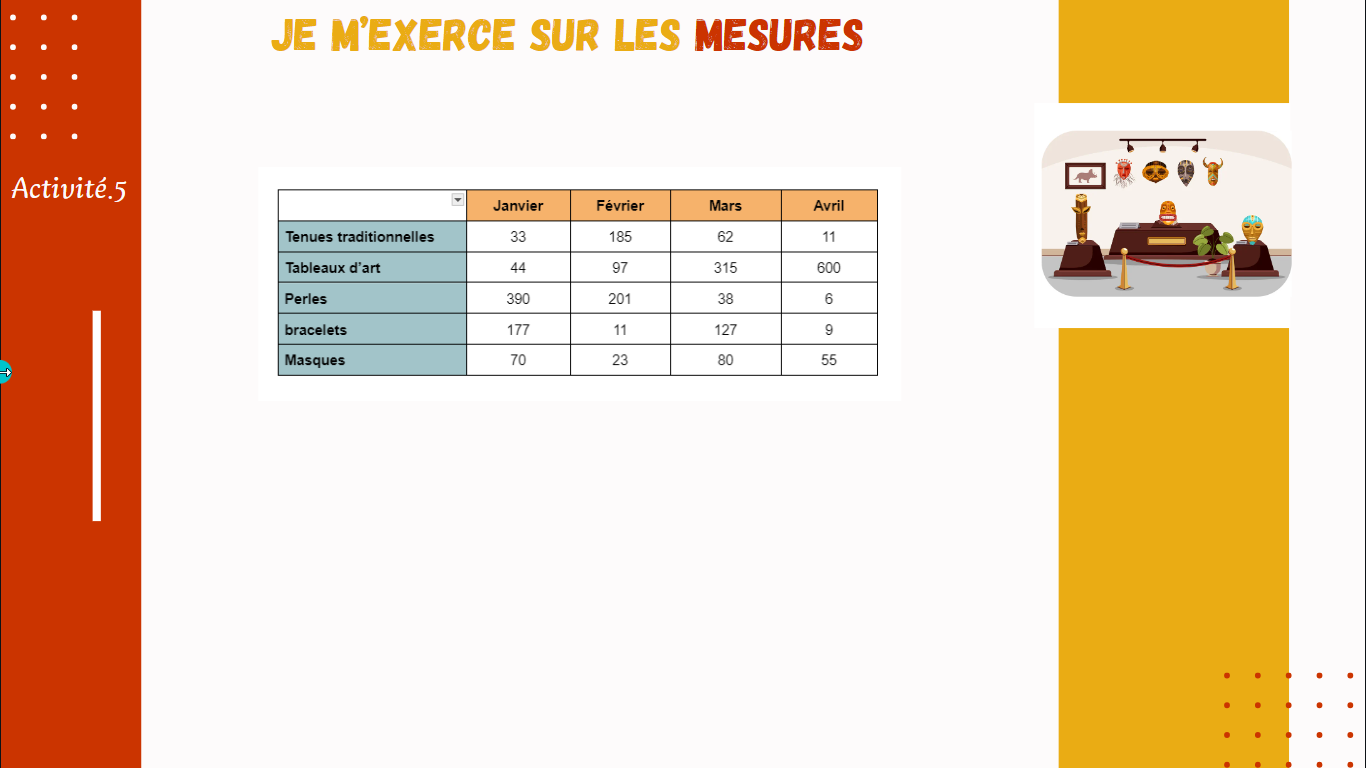 JE M'EXERCE SUR LES MESURES
Activité.5
Janvier Février Mars Avril
Tenues traditionnelles 33 185 62 11
Tableaux d'art 44 97 315 600
Perles 390 201 38 6
bracelets 177 11 127 9
Masques 70 23 80 55